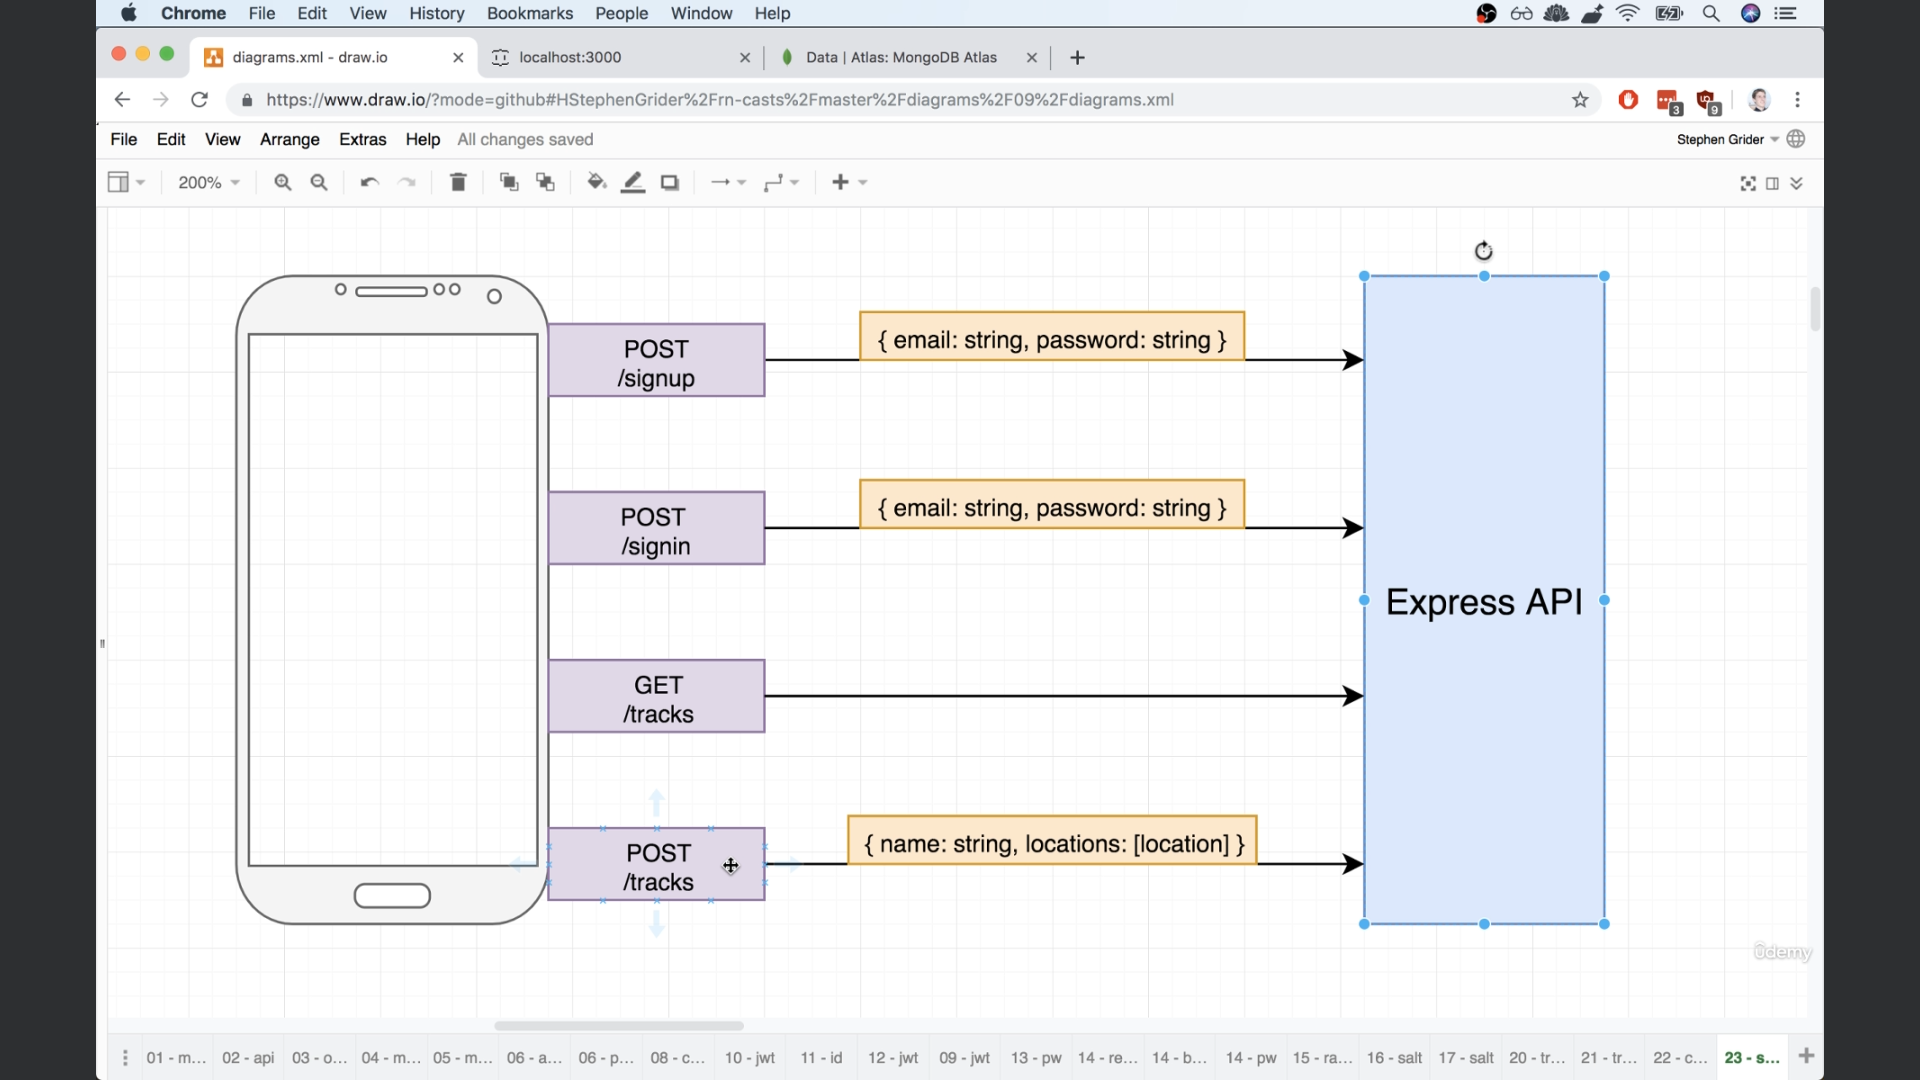 Chrome File Edit View History Bookmarks People Window Help
diagrams.xml - draw.io localhost:3000 Data | Atlas: MongoDB Atlas
https://www.draw.io/?mode=github#HStephenGrider%2Frn-casts%2Fmaster%2Fdiagrams%2F09%2Fdiagrams.xml 3 9
File Edit View Arrange Extras Help All changes saved Stephen Grider
200%
POST
/signup
{ email: string, password: string }
POST
/signin
{ email: string, password: string }
Express API
GET
/tracks
POST
/tracks
{ name: string, locations: [location] }
ûdemy
01 - m... 02 - api 03 - o... 04 - m... 05 - m... 06 - a... 06 - p... 08 - c... 10 - jwt 11 - id 12 - jwt 09 - jwt 13 - pw 14 - re... 14 - b... 14 - pw 15 - ra... 16 - salt 17 - salt 20 - tr... 21 - tr... 22 - c... 23 - s...